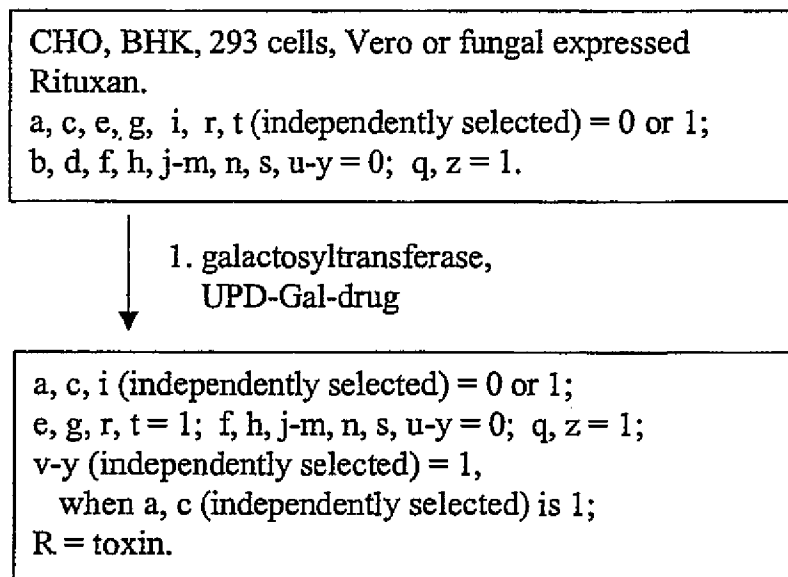 CHO, BHK, 293 cells, Vero or fungal expressed
Rituxan.
a, c, e, g, i, r, t (independently selected) = 0 or 1;
b, d, f, h, j-m, n, s, u-y = 0; q, z = 1.
1. galactosyltransferase,
UPD-Gal-drug
a, c, i (independently selected) = 0 or 1;
e, g, r, t = 1; f, h, j-m, n, s, u-y = 0; q, z = 1;
v-y (independently selected) = 1,
when a, c (independently selected) is 1;
R = toxin.